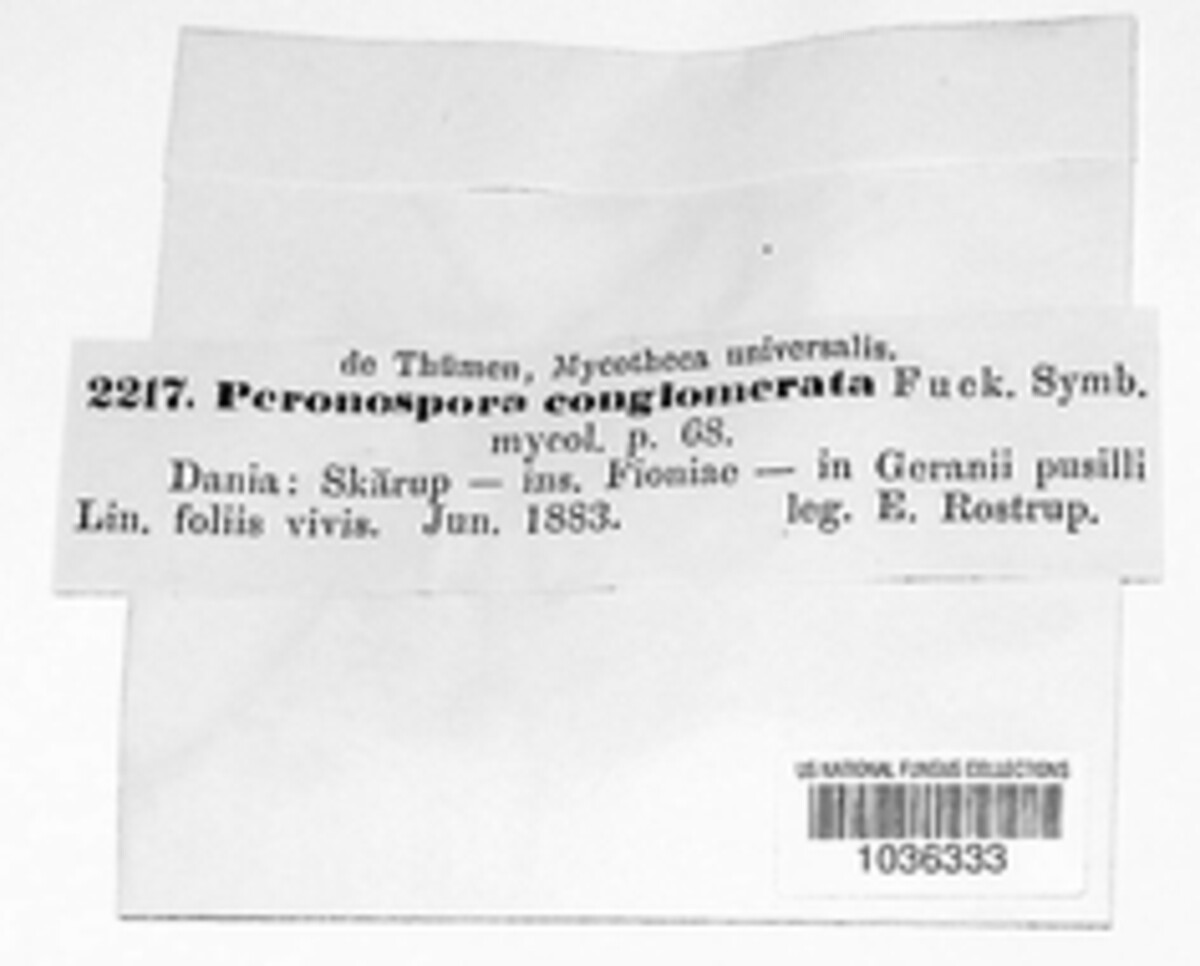 de Thümen, Mycotheca universalis.
2217. Peronospora conglomerata Fuck. Symb.
mycol. p. 68.
Dania: Skårup — ins. Fioniae — in Geranii pusilli
Lin. foliis vivis. Jun. 1883. leg. E. Rostrup.
US NATIONAL FUNGUS COLLECTIONS
1036333